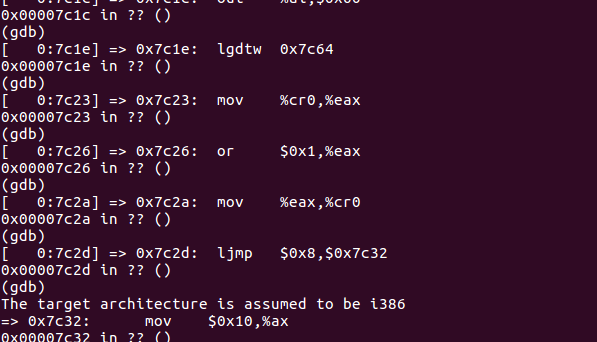 0x00007c1c in ?? ()
(gdb)
[   0:7c1e] => 0x7c1e:  lgdtw  0x7c64
0x00007c1e in ?? ()
(gdb)
[   0:7c23] => 0x7c23:  mov    %cr0,%eax
0x00007c23 in ?? ()
(gdb)
[   0:7c26] => 0x7c26:  or     $0x1,%eax
0x00007c26 in ?? ()
(gdb)
[   0:7c2a] => 0x7c2a:  mov    %eax,%cr0
0x00007c2a in ?? ()
(gdb)
[   0:7c2d] => 0x7c2d:  ljmp   $0x8,$0x7c32
0x00007c2d in ?? ()
(gdb)
The target architecture is assumed to be i386
=> 0x7c32:      mov    $0x10,%ax
0x00007c32 in ?? ()